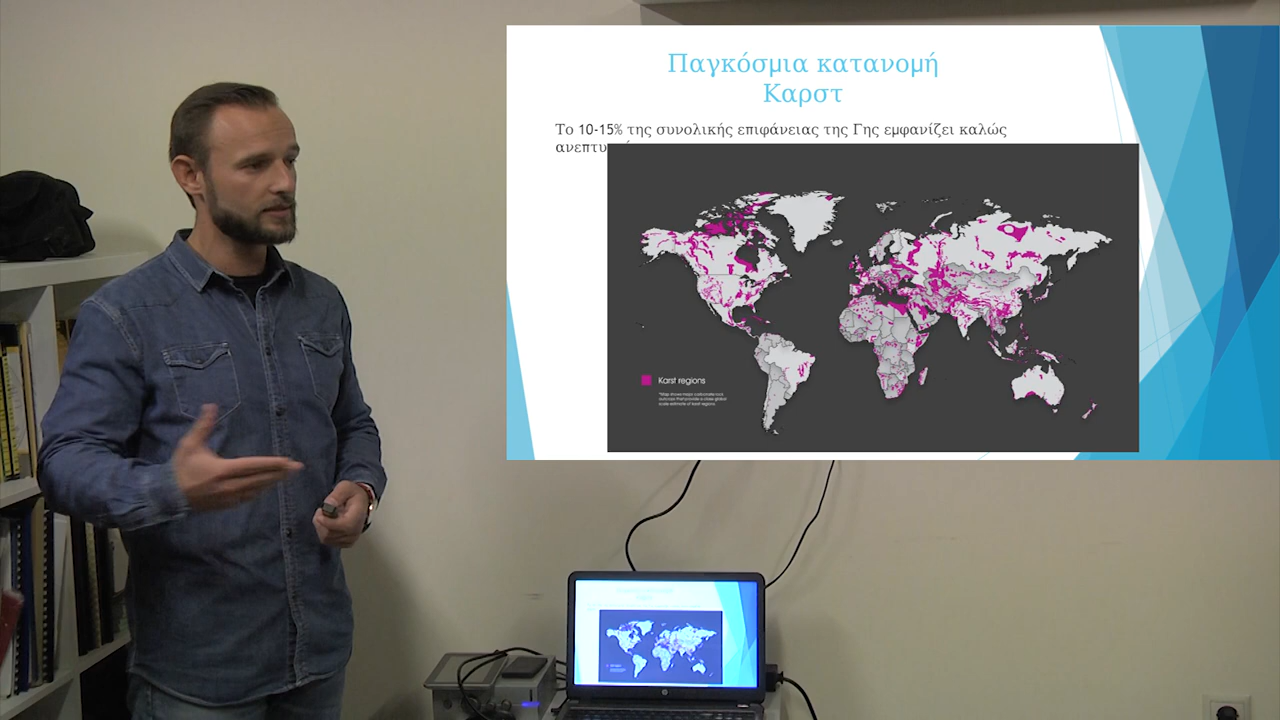 Παγκόσμια κατανομή
Καρστ
Το 10-15% της συνολικής επιφάνειας της Γης εμφανίζει καλώς
Karst regions